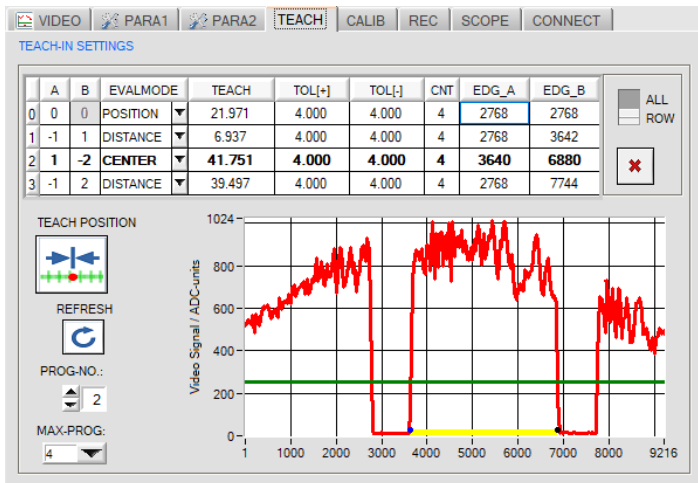 VIDEO PARA1 PARA2 TEACH CALIB REC SCOPE CONNECT
TEACH-IN SETTINGS
A B EVALMODE TEACH TOL[+] TOL[-] CNT EDG_A EDG_B
0 0 0 POSITION 21.971 4.000 4.000 4 2768 2768
1 -1 1 DISTANCE 6.937 4.000 4.000 4 2768 3642
2 1 -2 CENTER 41.751 4.000 4.000 4 3640 6880
3 -1 2 DISTANCE 39.497 4.000 4.000 4 2768 7744
ALL
ROW
TEACH POSITION
REFRESH
PROG-NO.:
2
MAX-PROG:
4
Video Signal / ADC-units
1024
800
600
400
200
0
1 1000 2000 3000 4000 5000 6000 7000 8000 9216